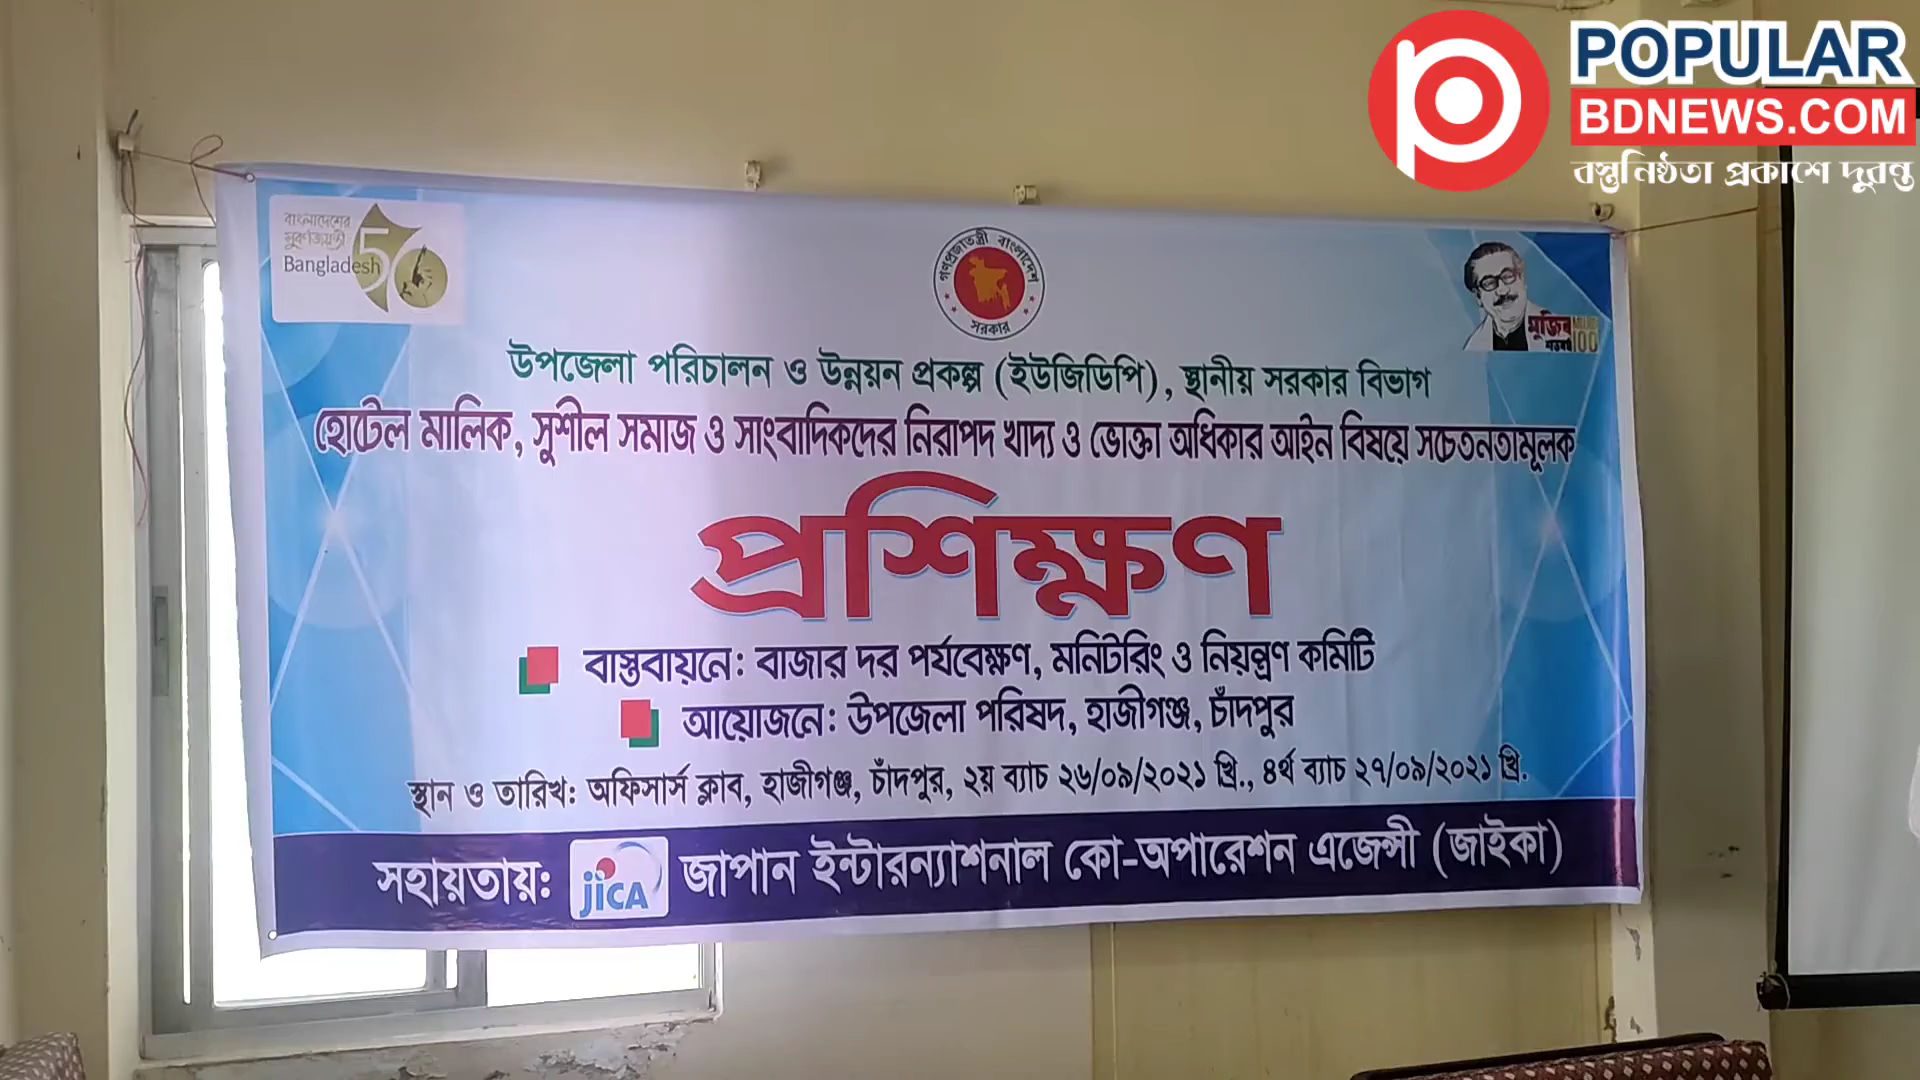 POPULAR
BDNEWS.COM
বস্তুনিষ্ঠতা প্রকাশে দুরন্ত
বাংলাদেশের
সুবর্ণজয়ন্তী
Bangladesh
50
গণপ্রজাতন্ত্রী বাংলাদেশ
সরকার
মুজিব
শতবর্ষ 100
উপজেলা পরিচালন ও উন্নয়ন প্রকল্প (ইউজিডিপি), স্থানীয় সরকার বিভাগ
হোটেল মালিক, সুশীল সমাজ ও সাংবাদিকদের নিরাপদ খাদ্য ও ভোক্তা অধিকার আইন বিষয়ে সচেতনতামূলক
প্রশিক্ষণ
বাস্তবায়নে: বাজার দর পর্যবেক্ষণ, মনিটরিং ও নিয়ন্ত্রণ কমিটি
আয়োজনে: উপজেলা পরিষদ, হাজীগঞ্জ, চাঁদপুর
স্থান ও তারিখ: অফিসার্স ক্লাব, হাজীগঞ্জ, চাঁদপুর, ২য় ব্যাচ ২৬/০৯/২০২১ খ্রি., ৪র্থ ব্যাচ ২৭/০৯/২০২১ খ্রি.
সহায়তায়: jICA জাপান ইন্টারন্যাশনাল কো-অপারেশন এজেন্সী (জাইকা)